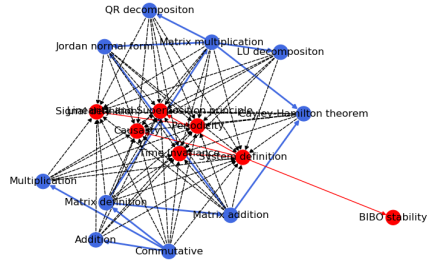 QR decompositon
Jordan normal form
Matrix multiplication
LU decompositon
Cayley-Hamilton theorem
Causality
Periodicity
Time invariance
System definition
Multiplication
Matrix definition
Matrix addition
BIBO stability
Addition
Commutative